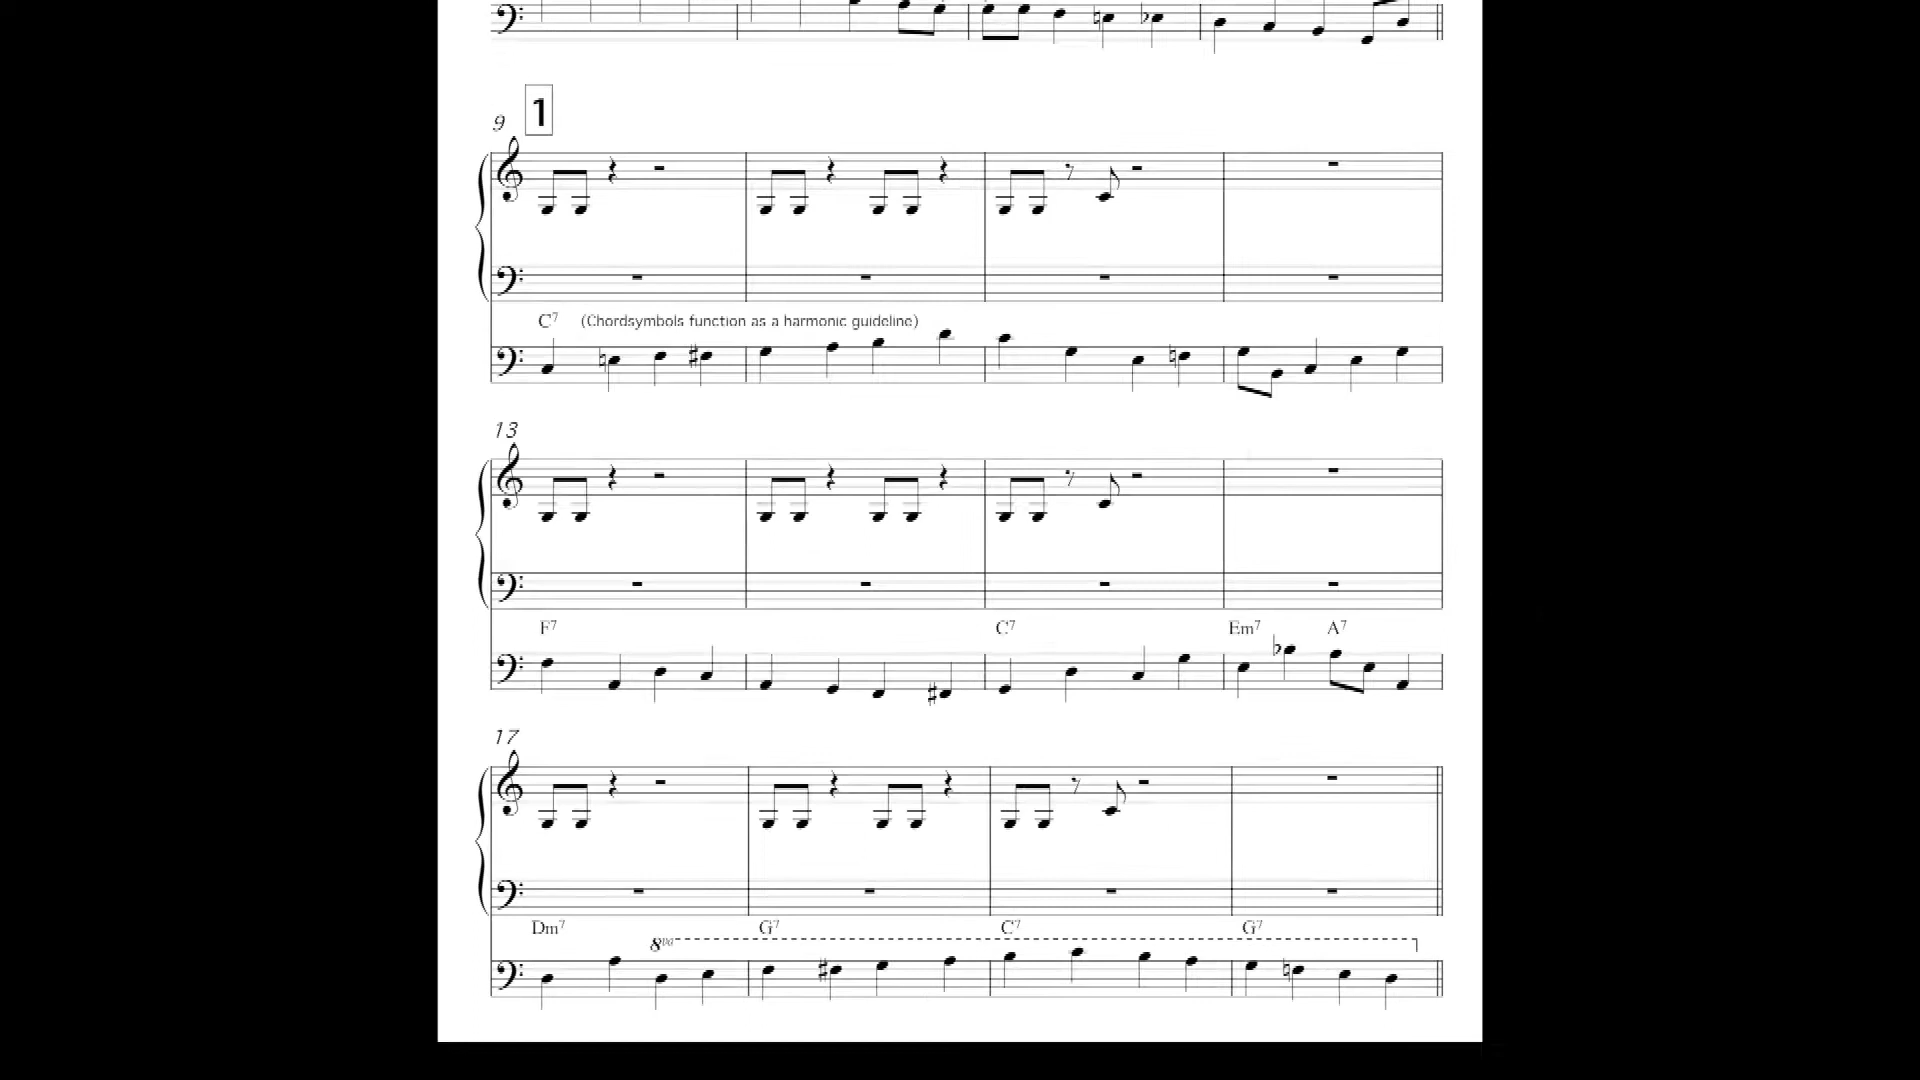 1
9
C7 (Chordsymbols function as a harmonic guideline)
13
F7 C7 Em7 A7
17
Dm7 G7 C7 G7
8va